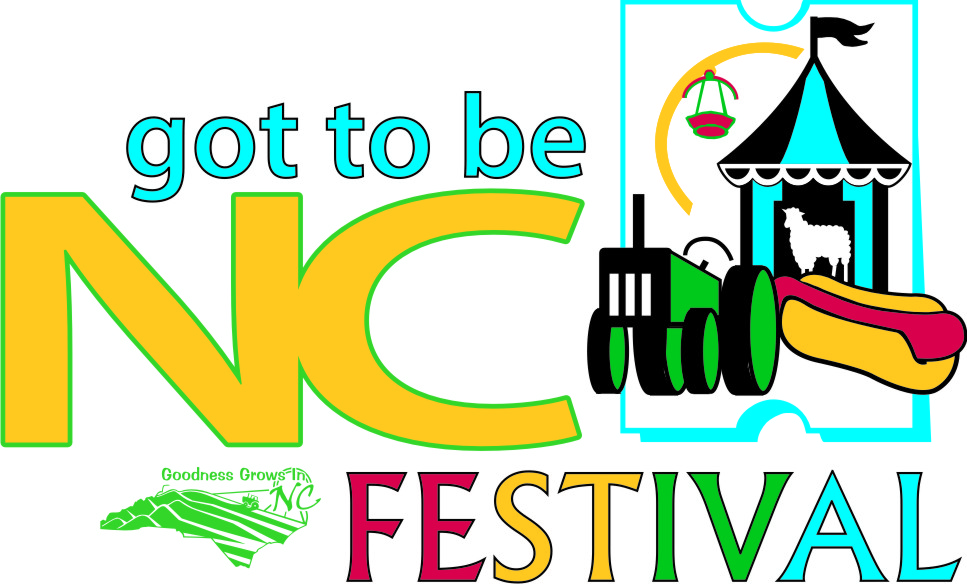 got to be
NC
Goodness Grows In
NC
FESTIVAL